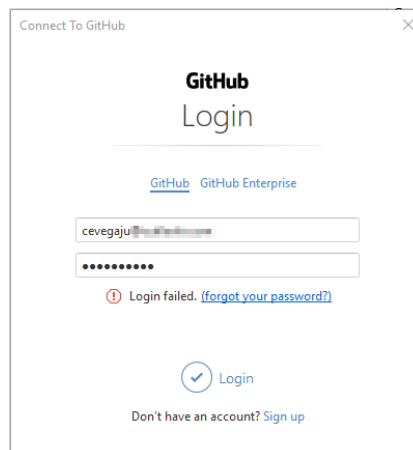 Connect To GitHub
GitHub
Login
GitHub GitHub Enterprise
cevegaju@
••••••••••
Login failed. (forgot your password?)
Login
Don't have an account? Sign up